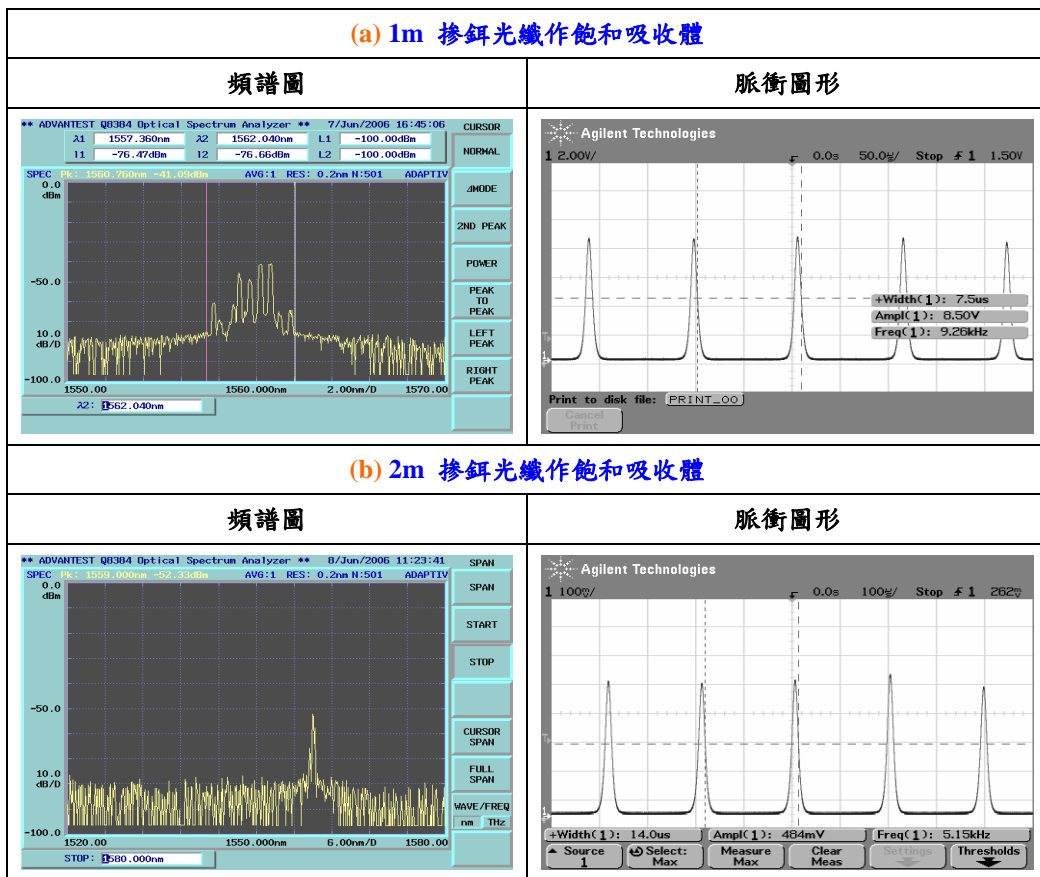 (a) 1m 摻鉺光纖作飽和吸收體
頻譜圖
脈衝圖形
** ADVANTEST Q8384 Optical Spectrum Analyzer ** 7/Jun/2006 16:45:06
CURSOR
λ1 1557.360nm λ2 1562.040nm L1 -100.00dBm
l1 -76.47dBm l2 -76.66dBm L2 -100.00dBm
NORMAL
SPEC Pk: 1560.760nm -41.09dBm AVG:1 RES: 0.2nm N:501 ADAPTIV
0.0
dBm
⊿MODE
2ND PEAK
POWER
-50.0
PEAK
TO
PEAK
10.0
dB/D
LEFT
PEAK
RIGHT
PEAK
-100.0
1550.00 1560.000nm 2.00nm/D 1570.00
λ2: 1562.040nm
Agilent Technologies
1 2.00V/ 0.0s 50.0us/ Stop 1 1.50V
+Width(1): 7.5us
Ampl(1): 8.50V
Freq(1): 9.26kHz
1
Print to disk file: PRINT_00
Cancel
Print
(b) 2m 摻鉺光纖作飽和吸收體
頻譜圖
脈衝圖形
** ADVANTEST Q8384 Optical Spectrum Analyzer ** 8/Jun/2006 11:23:41
SPAN
SPEC Pk: 1559.000nm -52.33dBm AVG:1 RES: 0.2nm N:501 ADAPTIV
0.0
dBm
SPAN
START
STOP
-50.0
CURSOR
SPAN
10.0
dB/D
FULL
SPAN
WAVE/FREQ
nm THz
-100.0
1520.00 1550.000nm 6.00nm/D 1580.00
STOP: 1580.000nm
Agilent Technologies
1 100mV/ 0.0s 100us/ Stop 1 262mV
1
+Width(1): 14.0us Ampl(1): 484mV Freq(1): 5.15kHz
Source
1
Select:
Max
Measure
Max
Clear
Meas
Settings
Thresholds